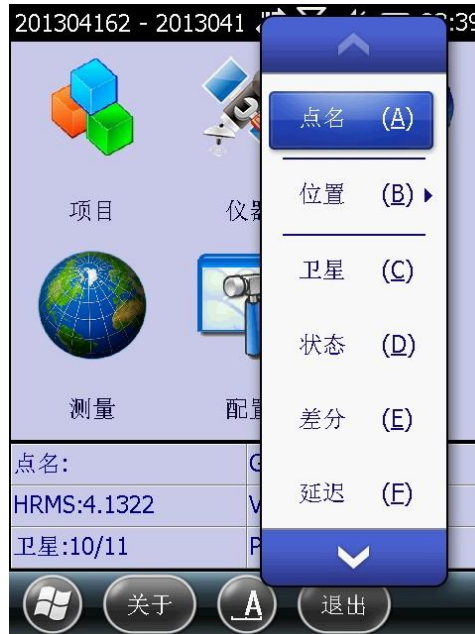 201304162 - 2013041
:39
点名 (A)
位置 (B)
卫星 (C)
状态 (D)
差分 (E)
延迟 (F)
项目
仪器
测量
配置
点名:
HRMS:4.1322
卫星:10/11
关于
A
退出